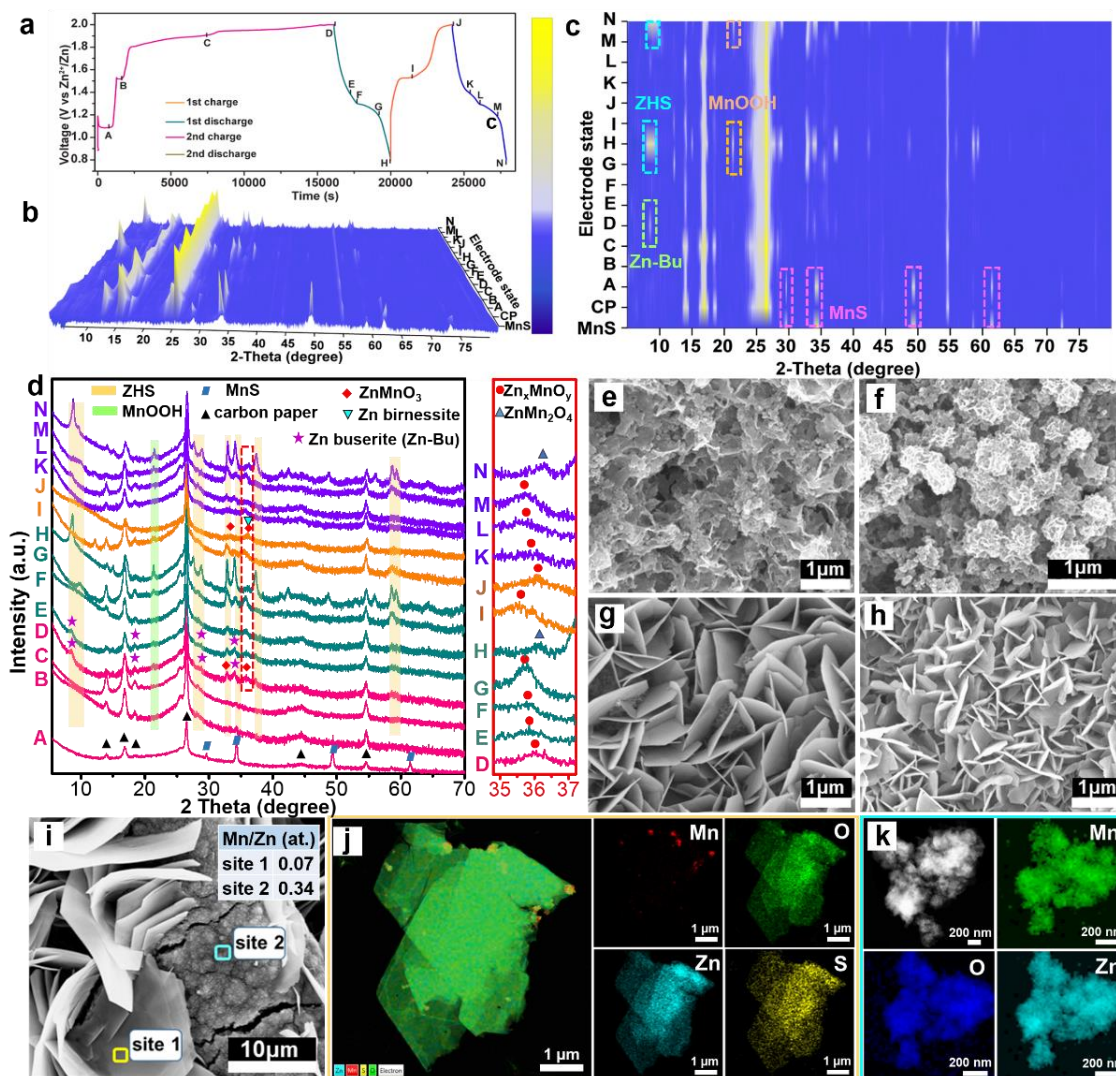 a
Voltage (V vs Zn²⁺/Zn)
2.0
1.8
1.6
1.4
1.2
1.0
0.8
A
B
C
D
E
F
G
H
I
J
K
L
M
C
N
1st charge
1st discharge
2nd charge
2nd discharge
0 5000 10000 15000 20000 25000
Time (s)
b
N
Electrode state
CP
MnS
10 15 20 25 30 35 40 45 50 55 60 65 70 75
2-Theta (degree)
c
Electrode state
N
M
L
K
J
I
H
G
F
E
D
C
B
A
CP
MnS
ZHS
MnOOH
Zn-Bu
MnS
10 15 20 25 30 35 40 45 50 55 60 65 70 75
2-Theta (degree)
d
ZHS
MnS
ZnMnO₃
MnOOH
carbon paper
Zn birnessite
Zn buserite (Zn-Bu)
Intensity (a.u.)
N
M
L
K
J
I
H
G
F
E
D
C
B
A
10 20 30 40 50 60 70
2 Theta (degree)
ZnₓMnOᵧ
ZnMn₂O₄
N
M
L
K
J
I
H
G
F
E
D
35 36 37
e
1μm
f
1μm
g
1μm
h
1μm
i
Mn/Zn (at.)
site 1 0.07
site 2 0.34
site 2
site 1
10μm
j
Zn Mn S O Electron
1 μm
Mn
1 μm
O
1 μm
Zn
1 μm
S
1 μm
k
200 nm
Mn
200 nm
O
200 nm
Zn
200 nm